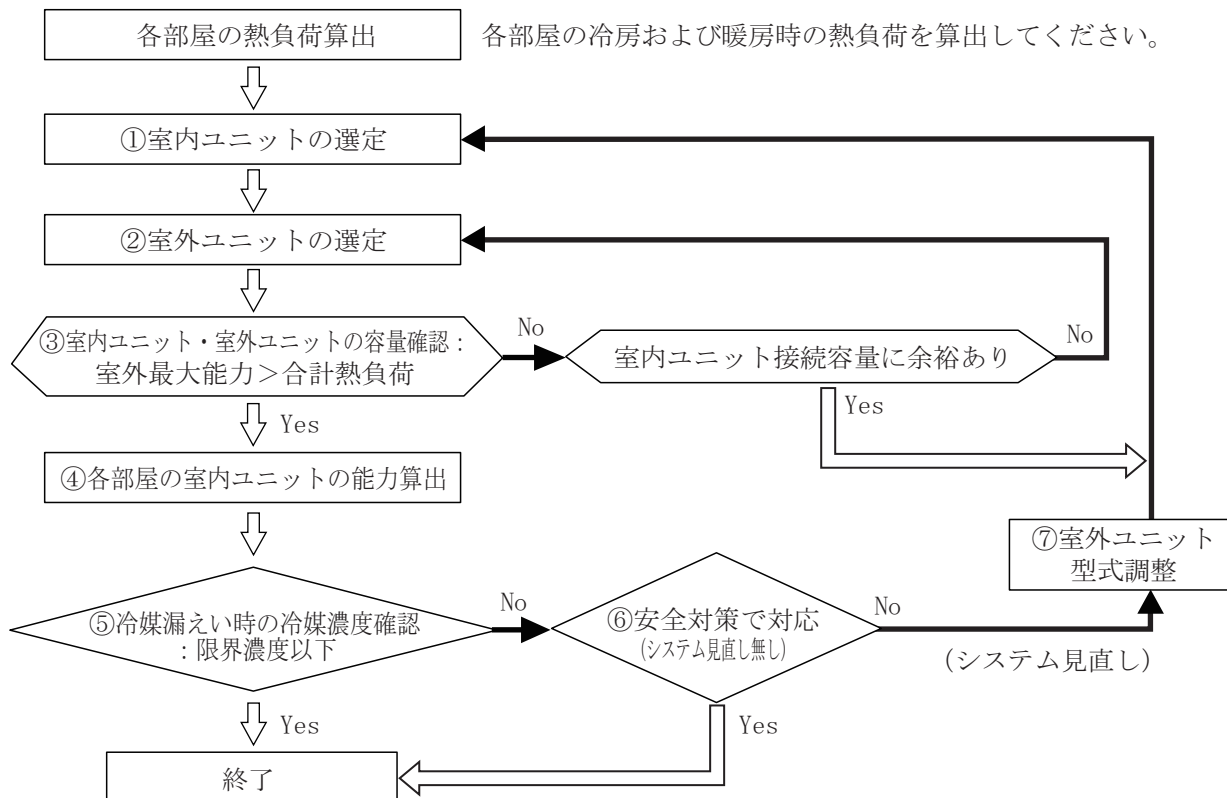 各部屋の熱負荷算出
各部屋の冷房および暖房時の熱負荷を算出してください。
①室内ユニットの選定
②室外ユニットの選定
③室内ユニット・室外ユニットの容量確認：
室外最大能力＞合計熱負荷
No
室内ユニット接続容量に余裕あり
No
Yes
Yes
④各部屋の室内ユニットの能力算出
⑦室外ユニット
型式調整
⑤冷媒漏えい時の冷媒濃度確認
：限界濃度以下
No
⑥安全対策で対応
(システム見直し無し)
No
(システム見直し)
Yes
Yes
終了